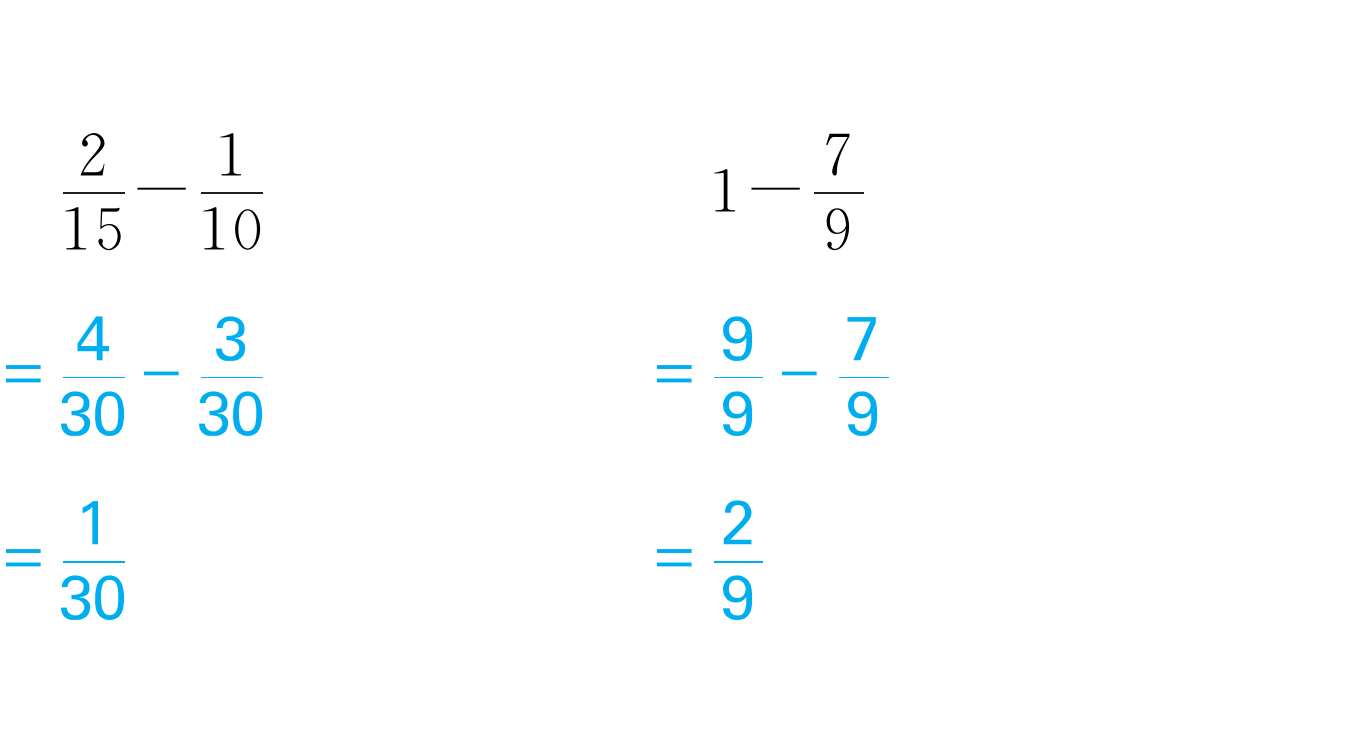 2/15 − 1/10
= 4/30 − 3/30
= 1/30
1 − 7/9
= 9/9 − 7/9
= 2/9